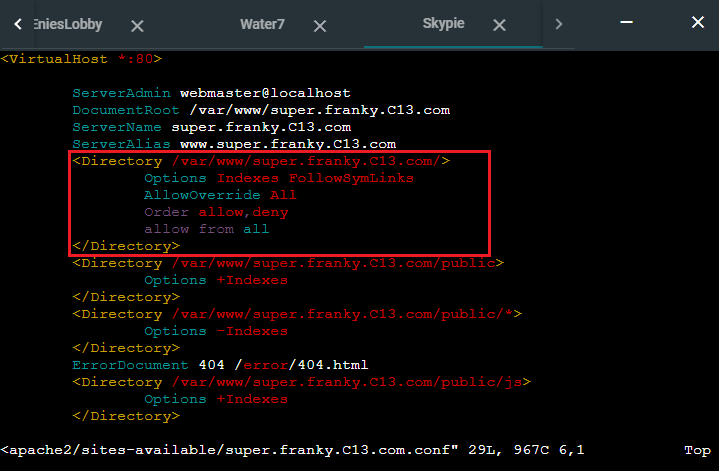 EniesLobby Water7 Skypie
<VirtualHost *:80>
ServerAdmin webmaster@localhost
DocumentRoot /var/www/super.franky.C13.com
ServerName super.franky.C13.com
ServerAlias www.super.franky.C13.com
<Directory /var/www/super.franky.C13.com/>
Options Indexes FollowSymLinks
AllowOverride All
Order allow,deny
allow from all
</Directory>
<Directory /var/www/super.franky.C13.com/public>
Options +Indexes
</Directory>
<Directory /var/www/super.franky.C13.com/public/*>
Options -Indexes
</Directory>
ErrorDocument 404 /error/404.html
<Directory /var/www/super.franky.C13.com/public/js>
Options +Indexes
</Directory>
<apache2/sites-available/super.franky.C13.com.conf" 29L, 967C 6,1 Top